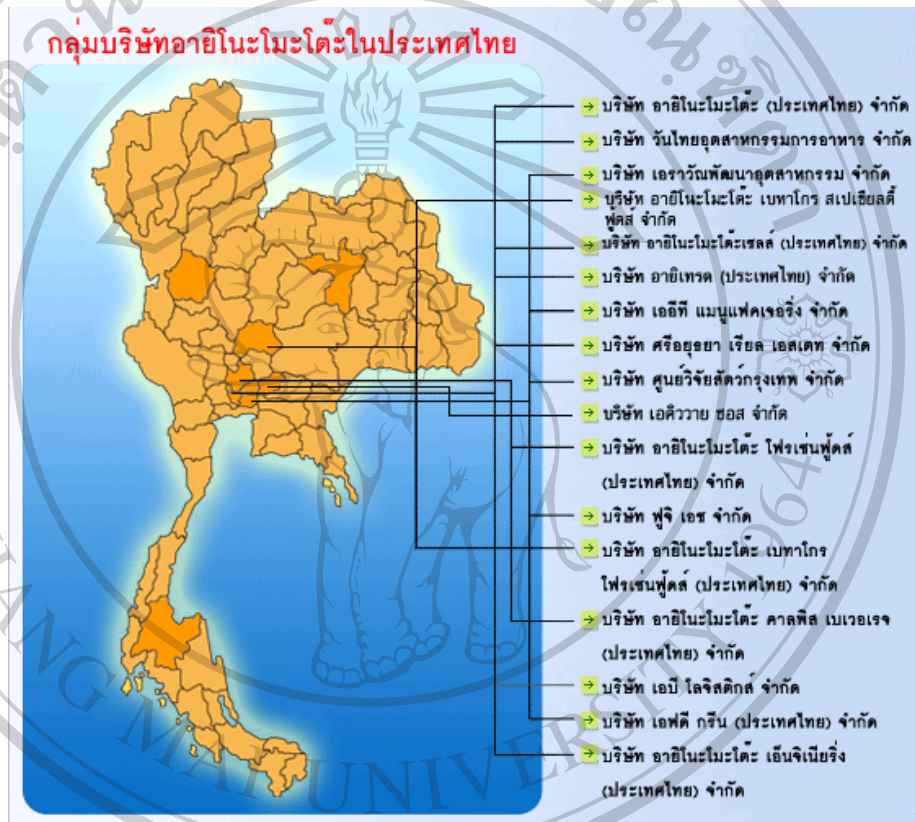 กลุ่มบริษัทอายิโนะโมะโต๊ะในประเทศไทย
บริษัท อายิโนะโมะโต๊ะ (ประเทศไทย) จำกัด
บริษัท วันไทยอุตสาหกรรมการอาหาร จำกัด
บริษัท เอราวัณพัฒนาอุตสาหกรรม จำกัด
บริษัท อายิโนะโมะโต๊ะ เบทาโกร สเปเชียลตี้
ฟู้ดส์ จำกัด
บริษัท อายิโนะโมะโต๊ะเซลส์ (ประเทศไทย) จำกัด
บริษัท อายิเทรด (ประเทศไทย) จำกัด
บริษัท เออีที แมนูแฟคเจอริ่ง จำกัด
บริษัท ศรีอยุธยา เรียล เอสเตท จำกัด
บริษัท ศูนย์วิจัยสัตว์กรุงเทพ จำกัด
บริษัท เอคิววาย ซอส จำกัด
บริษัท อายิโนะโมะโต๊ะ โฟรเซ่นฟู้ดส์
(ประเทศไทย) จำกัด
บริษัท ฟูจิ เอซ จำกัด
บริษัท อายิโนะโมะโต๊ะ เบทาโกร
โฟรเซ่นฟู้ดส์ (ประเทศไทย) จำกัด
บริษัท อายิโนะโมะโต๊ะ คาลพิส เบเวอเรจ
(ประเทศไทย) จำกัด
บริษัท เอบี โลจิสติกส์ จำกัด
บริษัท เอฟดี กรีน (ประเทศไทย) จำกัด
บริษัท อายิโนะโมะโต๊ะ เอ็นจิเนียริ่ง
(ประเทศไทย) จำกัด
ANG MAI UNIVERSITY 1964